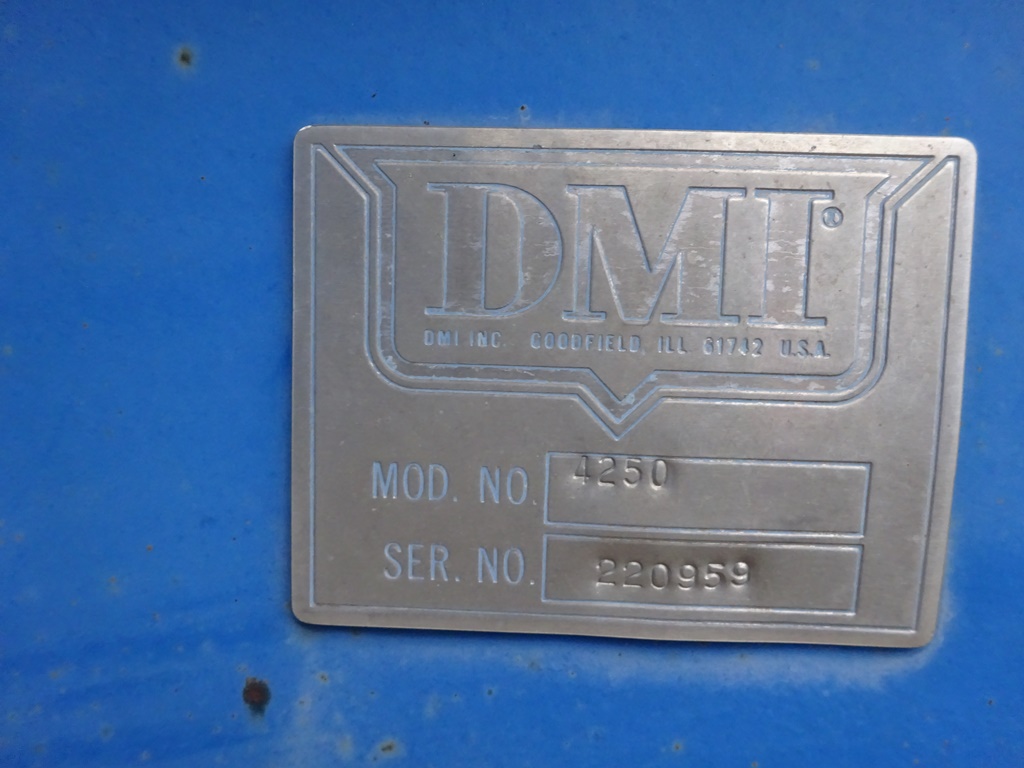 DMI®
DMI INC. GOODFIELD, ILL 61742 U.S.A.
MOD. NO. 4250
SER. NO. 220959